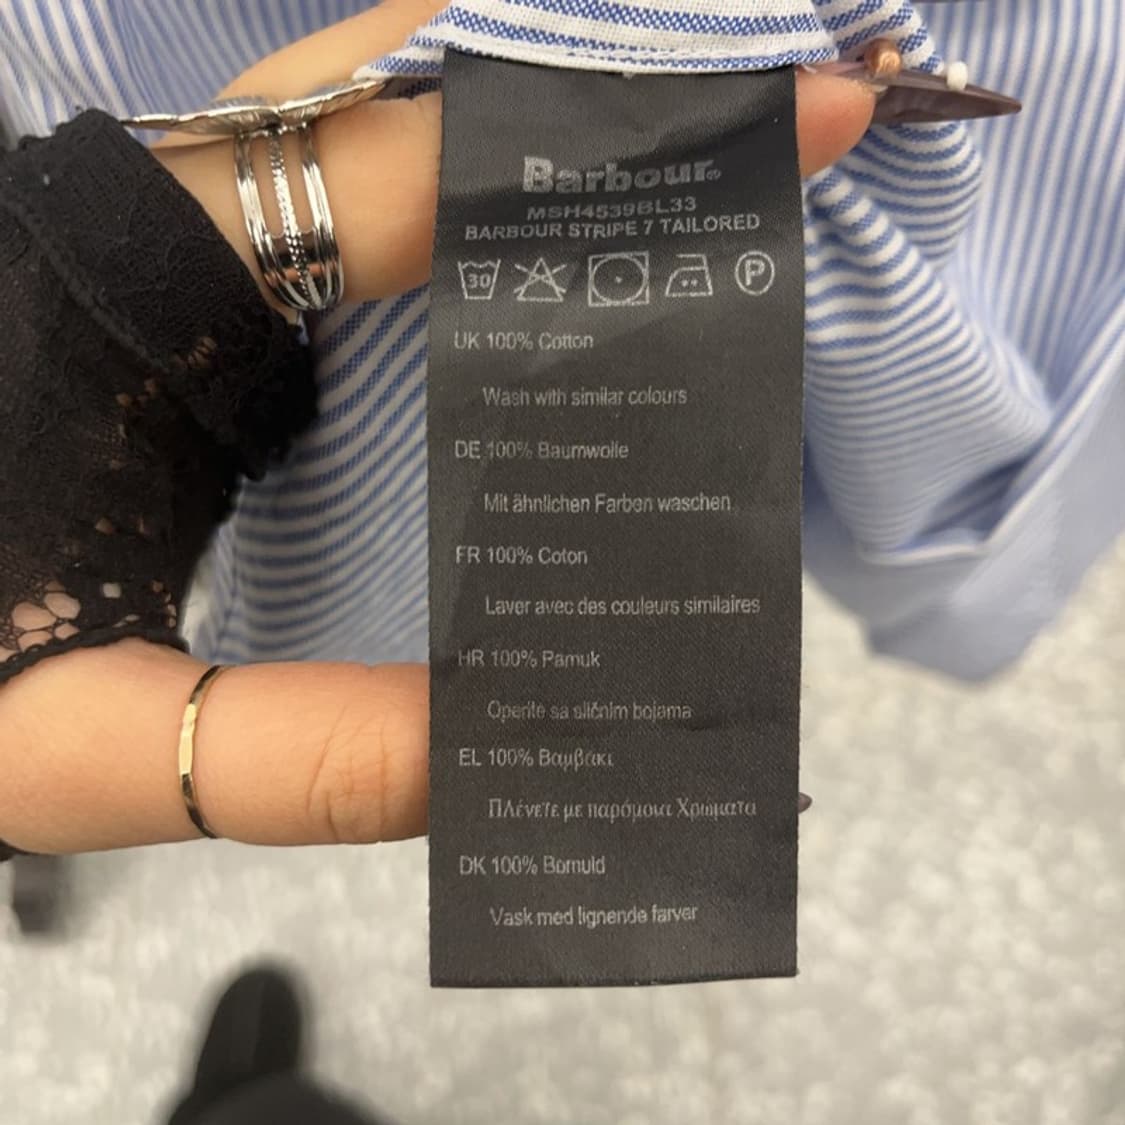 Barbour®
MSH4539BL33
BARBOUR STRIPE 7 TAILORED
30 P
UK 100% Cotton
Wash with similar colours
DE 100% Baumwolle
Mit ähnlichen Farben waschen
FR 100% Coton
Laver avec des couleurs similaires
HR 100% Pamuk
Operite sa sličnim bojama
EL 100% Βαμβάκι
Πλένετε με παρόμοια Χρώματα
DK 100% Bomuld
Vask med lignende farver